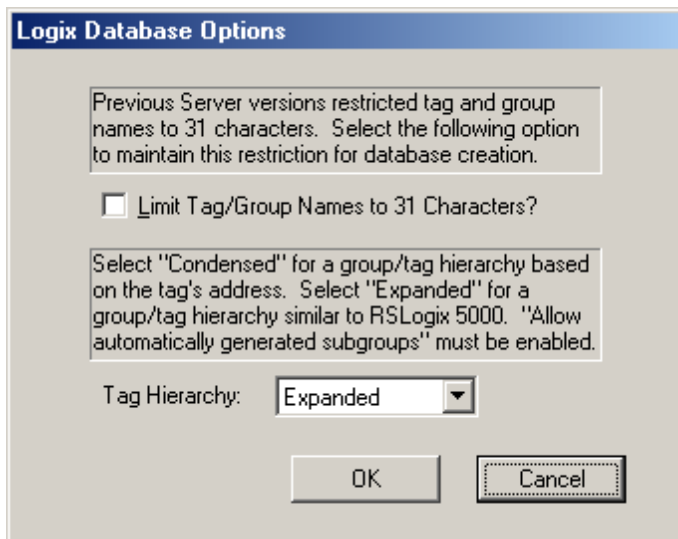 Logix Database Options
Previous Server versions restricted tag and group
names to 31 characters.  Select the following option
to maintain this restriction for database creation.
Limit Tag/Group Names to 31 Characters?
Select "Condensed" for a group/tag hierarchy based
on the tag's address.  Select "Expanded" for a
group/tag hierarchy similar to RSLogix 5000.  "Allow
automatically generated subgroups" must be enabled.
Tag Hierarchy: Expanded
OK Cancel